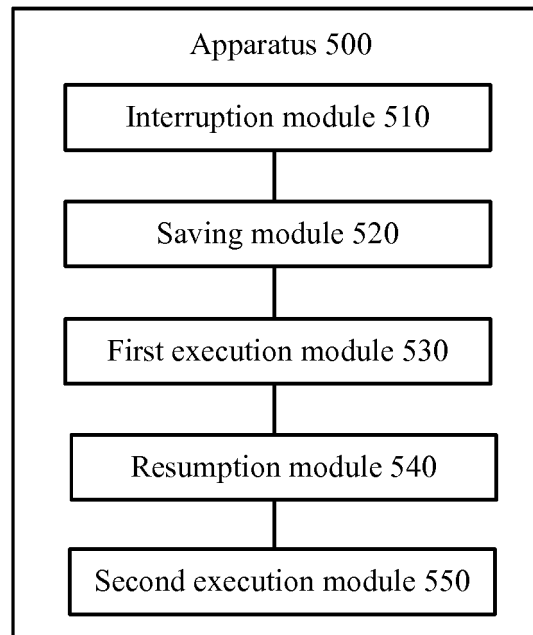 Apparatus 500
Interruption module 510
Saving module 520
First execution module 530
Resumption module 540
Second execution module 550